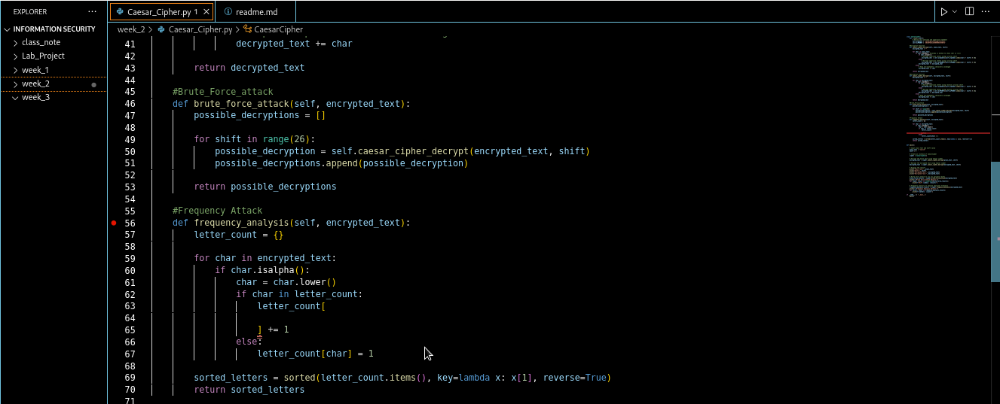 EXPLORER ···
INFORMATION SECURITY
class_note
Lab_Project
week_1
week_2
week_3
Caesar_Cipher.py 1 ×
readme.md
···
week_2 > Caesar_Cipher.py > CaesarCipher
41 decrypted_text += char
42
43 return decrypted_text
44
45 #Brute_Force_attack
46 def brute_force_attack(self, encrypted_text):
47 possible_decryptions = []
48
49 for shift in range(26):
50 possible_decryption = self.caesar_cipher_decrypt(encrypted_text, shift)
51 possible_decryptions.append(possible_decryption)
52
53 return possible_decryptions
54
55 #Frequency Attack
56 def frequency_analysis(self, encrypted_text):
57 letter_count = {}
58
59 for char in encrypted_text:
60 if char.isalpha():
61 char = char.lower()
62 if char in letter_count:
63 letter_count[
64
65 ] += 1
66 else:
67 letter_count[char] = 1
68
69 sorted_letters = sorted(letter_count.items(), key=lambda x: x[1], reverse=True)
70 return sorted_letters
71